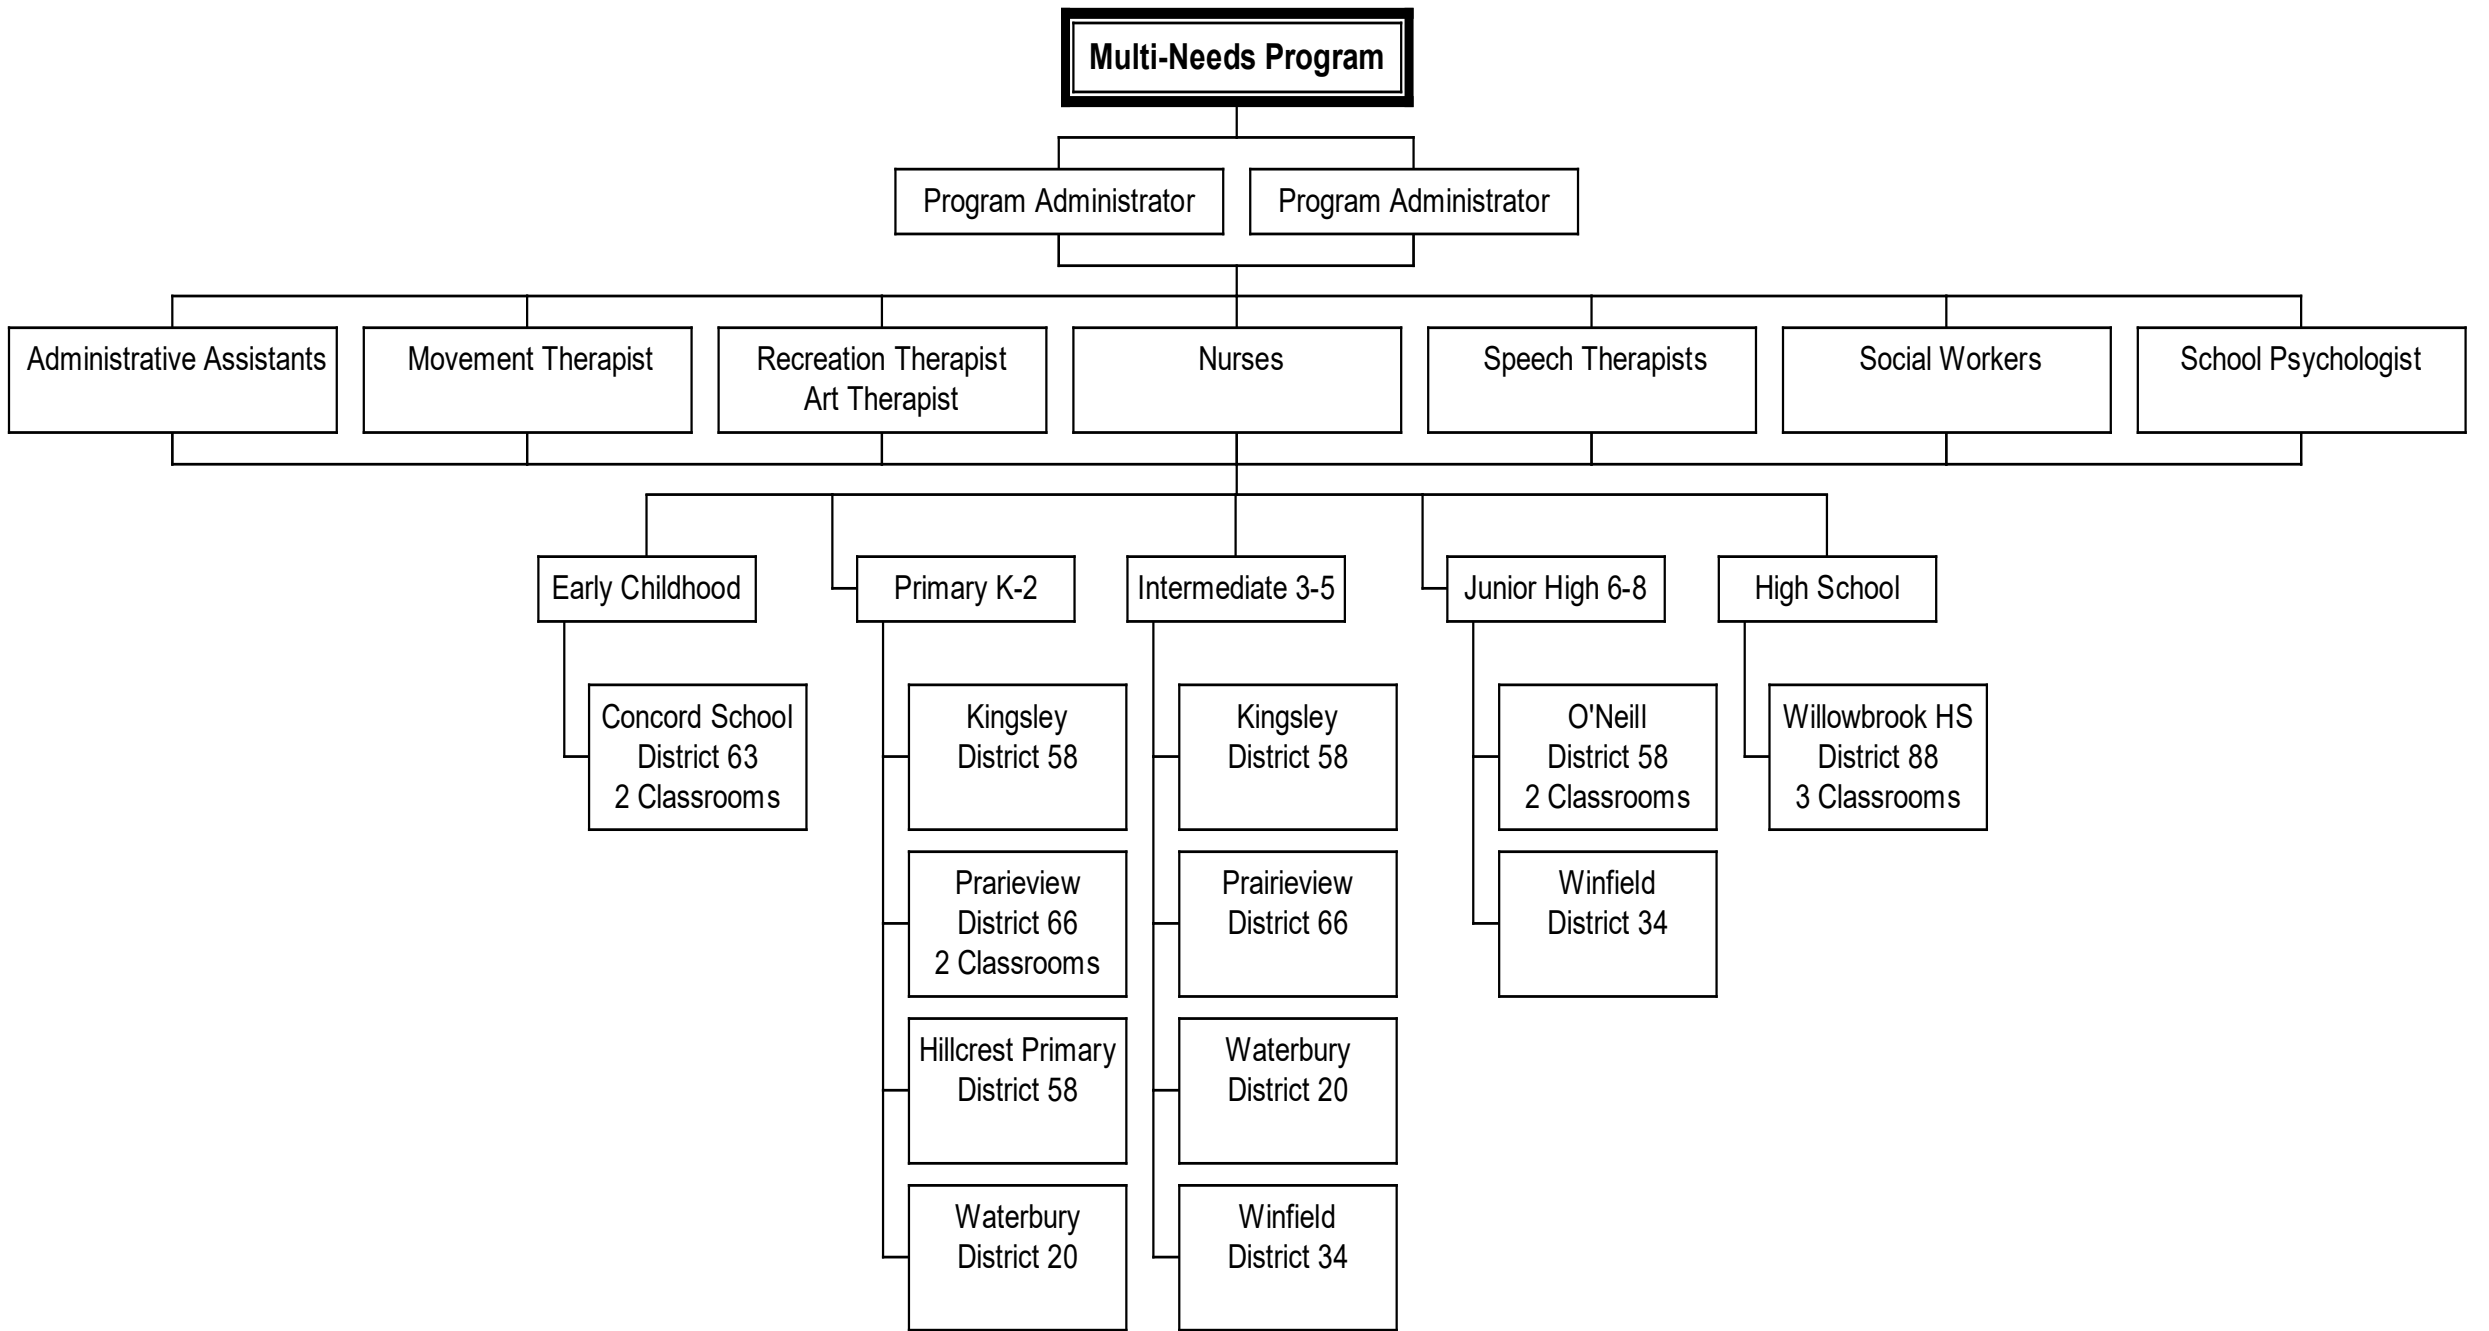 Multi-Needs Program
Program Administrator
Program Administrator
Administrative Assistants
Movement Therapist
Recreation Therapist
Art Therapist
Nurses
Speech Therapists
Social Workers
School Psychologist
Early Childhood
Primary K-2
Intermediate 3-5
Junior High 6-8
High School
Concord School
District 63
2 Classrooms
Kingsley
District 58
Prarieview
District 66
2 Classrooms
Hillcrest Primary
District 58
Waterbury
District 20
Kingsley
District 58
Prairieview
District 66
Waterbury
District 20
Winfield
District 34
O'Neill
District 58
2 Classrooms
Winfield
District 34
Willowbrook HS
District 88
3 Classrooms